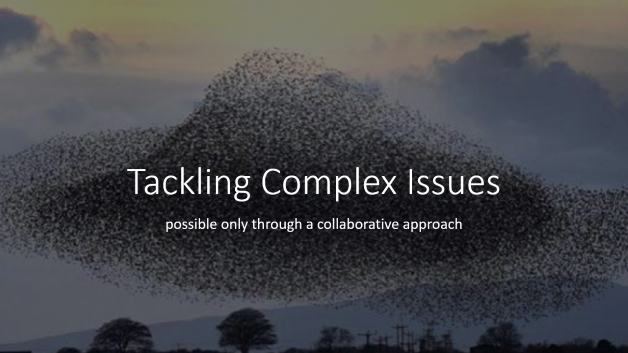 Tackling Complex Issues
possible only through a collaborative approach